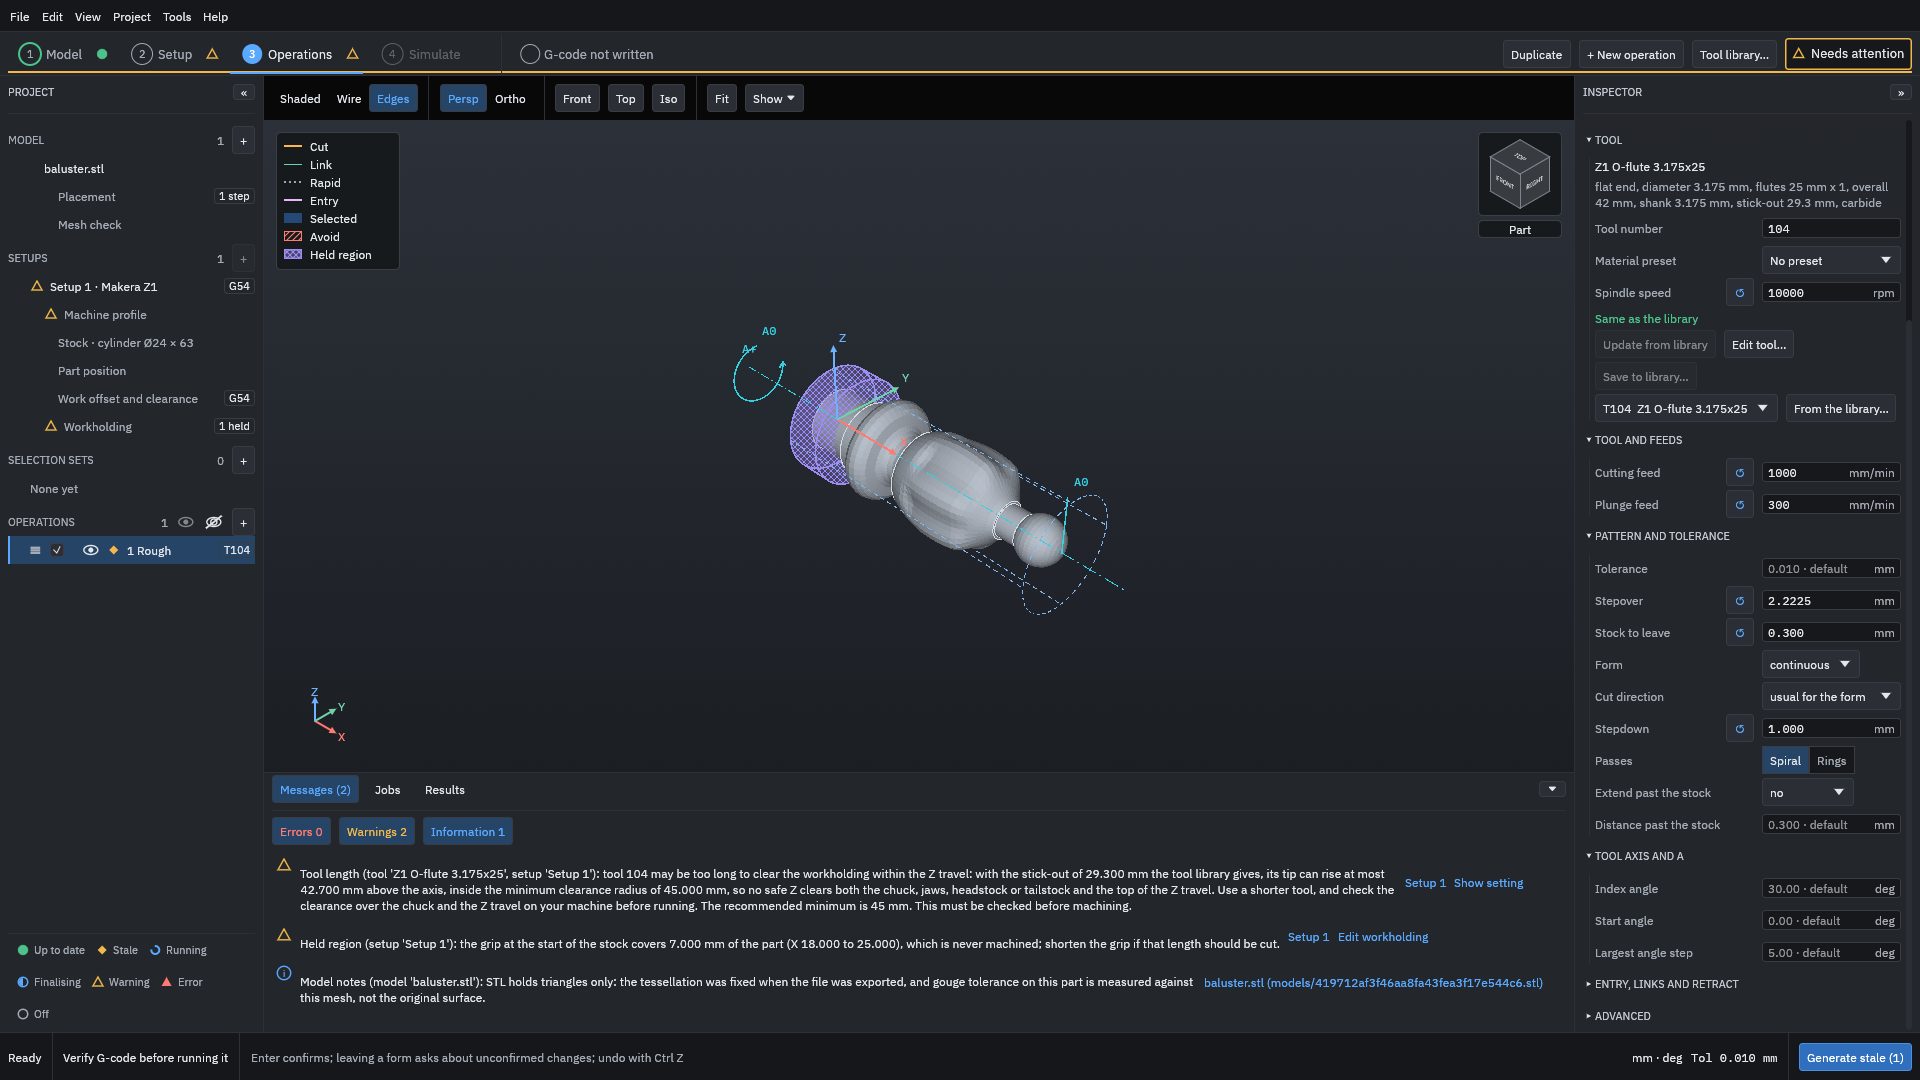 File Edit View Project Tools Help
1 Model 2 Setup 3 Operations 4 Simulate G-code not written Duplicate + New operation Tool library... Needs attention
PROJECT «
MODEL 1 +
baluster.stl
Placement 1 step
Mesh check
SETUPS 1 +
Setup 1 · Makera Z1 G54
Machine profile
Stock · cylinder Ø24 × 63
Part position
Work offset and clearance G54
Workholding 1 held
SELECTION SETS 0 +
None yet
OPERATIONS 1 +
1 Rough T104
Up to date Stale Running
Finalising Warning Error
Off
Shaded Wire Edges Persp Ortho Front Top Iso Fit Show
Cut
Link
Rapid
Entry
Selected
Avoid
Held region
TOP
FRONT RIGHT
Part
A0
A+
Z
Y
X
A0
Z
Y
X
Messages (2) Jobs Results
Errors 0 Warnings 2 Information 1
Tool length (tool 'Z1 O-flute 3.175x25', setup 'Setup 1'): tool 104 may be too long to clear the workholding within the Z travel: with the stick-out of 29.300 mm the tool library gives, its tip can rise at most
42.700 mm above the axis, inside the minimum clearance radius of 45.000 mm, so no safe Z clears both the chuck, jaws, headstock or tailstock and the top of the Z travel. Use a shorter tool, and check the
clearance over the chuck and the Z travel on your machine before running. The recommended minimum is 45 mm. This must be checked before machining.
Setup 1 Show setting
Held region (setup 'Setup 1'): the grip at the start of the stock covers 7.000 mm of the part (X 18.000 to 25.000), which is never machined; shorten the grip if that length should be cut.
Setup 1 Edit workholding
Model notes (model 'baluster.stl'): STL holds triangles only: the tessellation was fixed when the file was exported, and gouge tolerance on this part is measured against
this mesh, not the original surface.
baluster.stl (models/419712af3f46aa8fa43fea3f17e544c6.stl)
INSPECTOR »
TOOL
Z1 O-flute 3.175x25
flat end, diameter 3.175 mm, flutes 25 mm x 1, overall
42 mm, shank 3.175 mm, stick-out 29.3 mm, carbide
Tool number 104
Material preset No preset
Spindle speed 10000 rpm
Same as the library
Update from library Edit tool...
Save to library...
T104 Z1 O-flute 3.175x25 From the library...
TOOL AND FEEDS
Cutting feed 1000 mm/min
Plunge feed 300 mm/min
PATTERN AND TOLERANCE
Tolerance 0.010 · default mm
Stepover 2.2225 mm
Stock to leave 0.300 mm
Form continuous
Cut direction usual for the form
Stepdown 1.000 mm
Passes Spiral Rings
Extend past the stock no
Distance past the stock 0.300 · default mm
TOOL AXIS AND A
Index angle 30.00 · default deg
Start angle 0.00 · default deg
Largest angle step 5.00 · default deg
ENTRY, LINKS AND RETRACT
ADVANCED
Ready Verify G-code before running it Enter confirms; leaving a form asks about unconfirmed changes; undo with Ctrl Z mm · deg Tol 0.010 mm Generate stale (1)